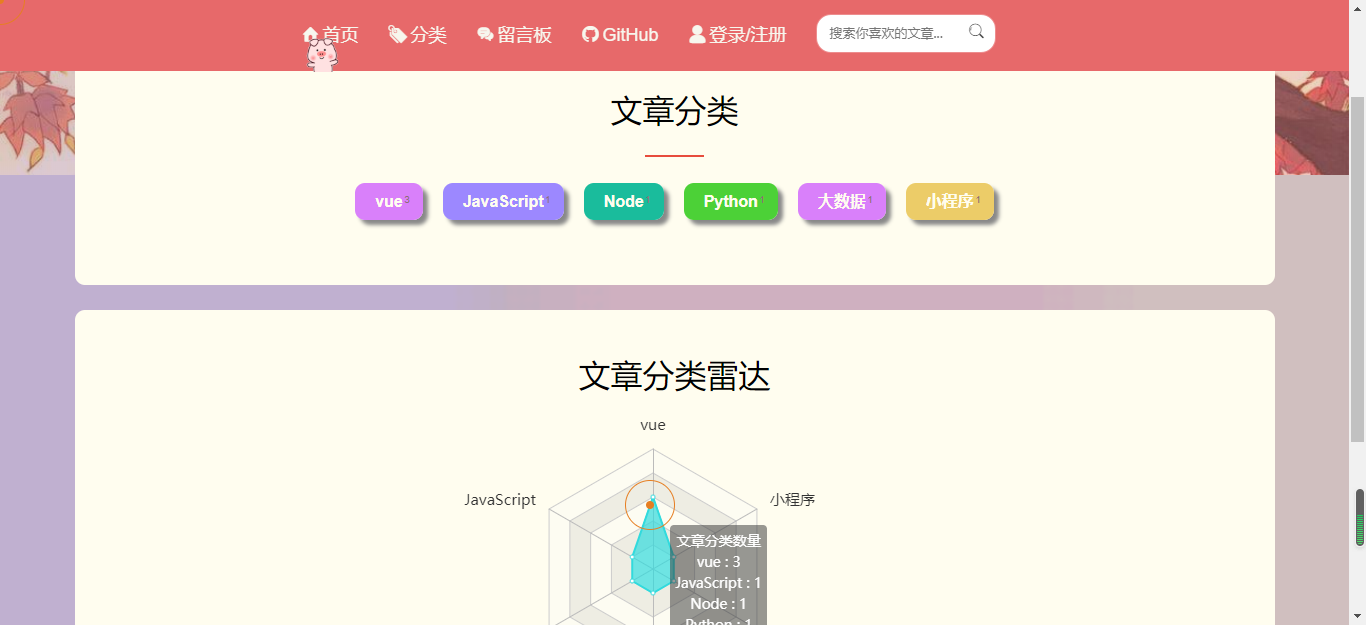 首页 分类 留言板 GitHub 登录/注册 搜索你喜欢的文章...
文章分类
vue 3 JavaScript 1 Node 1 Python 1 大数据 1 小程序 1
文章分类雷达
vue
JavaScript
小程序
文章分类数量
vue : 3
JavaScript : 1
Node : 1
Python : 1